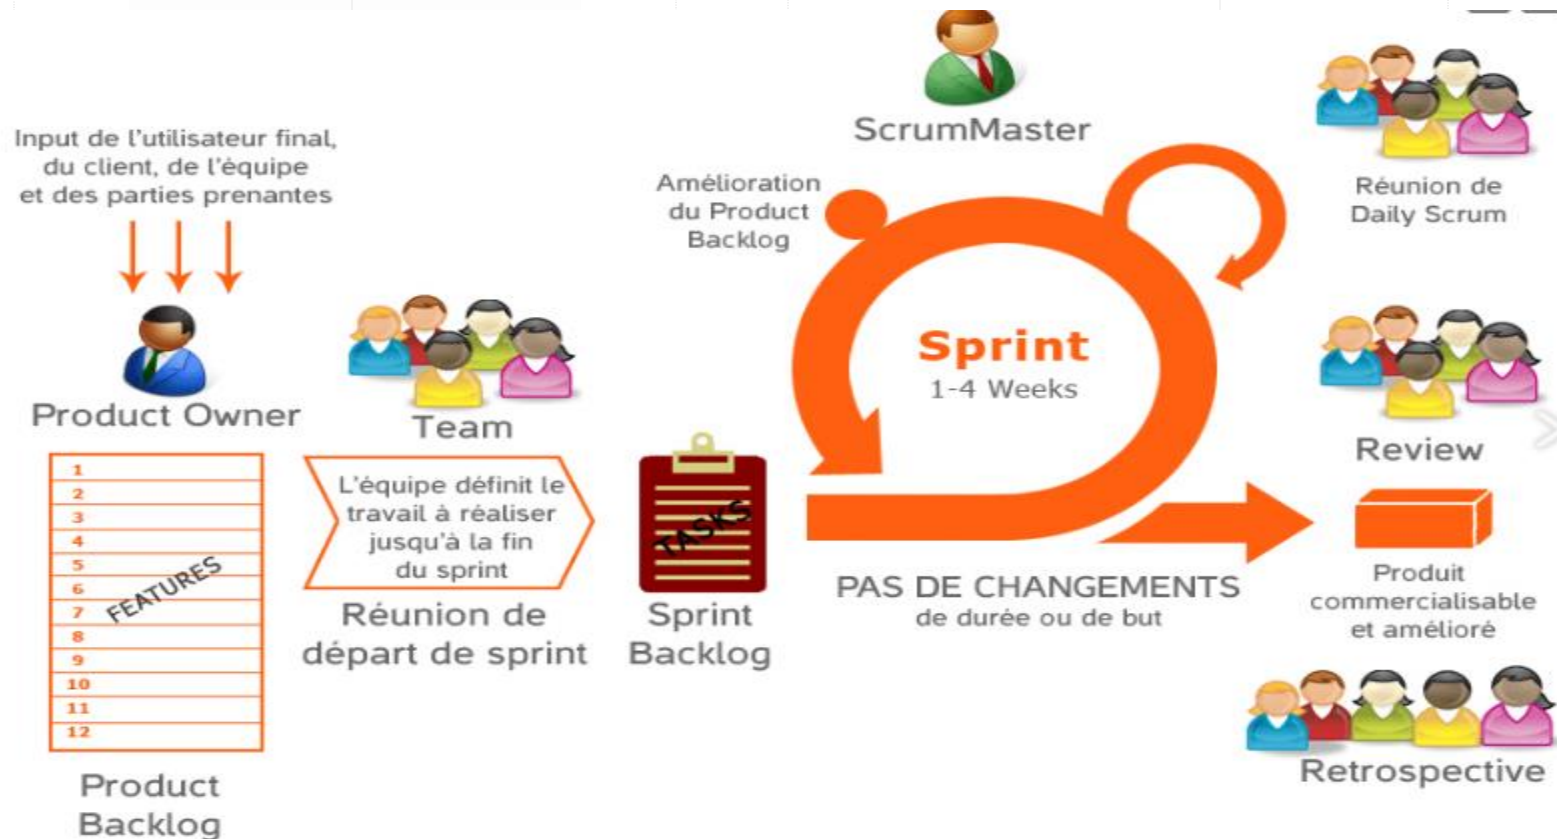 Input de l'utilisateur final,
du client, de l'équipe
et des parties prenantes
Product Owner
1
2
3
4
5
6
7
8
9
10
11
12
FEATURES
Product
Backlog
Team
L'équipe définit le
travail à réaliser
jusqu'à la fin
du sprint
Réunion de
départ de sprint
TASKS
Sprint
Backlog
ScrumMaster
Amélioration
du Product
Backlog
Sprint
1-4 Weeks
PAS DE CHANGEMENTS
de durée ou de but
Réunion de
Daily Scrum
Review
Produit
commercialisable
et amélioré
Retrospective